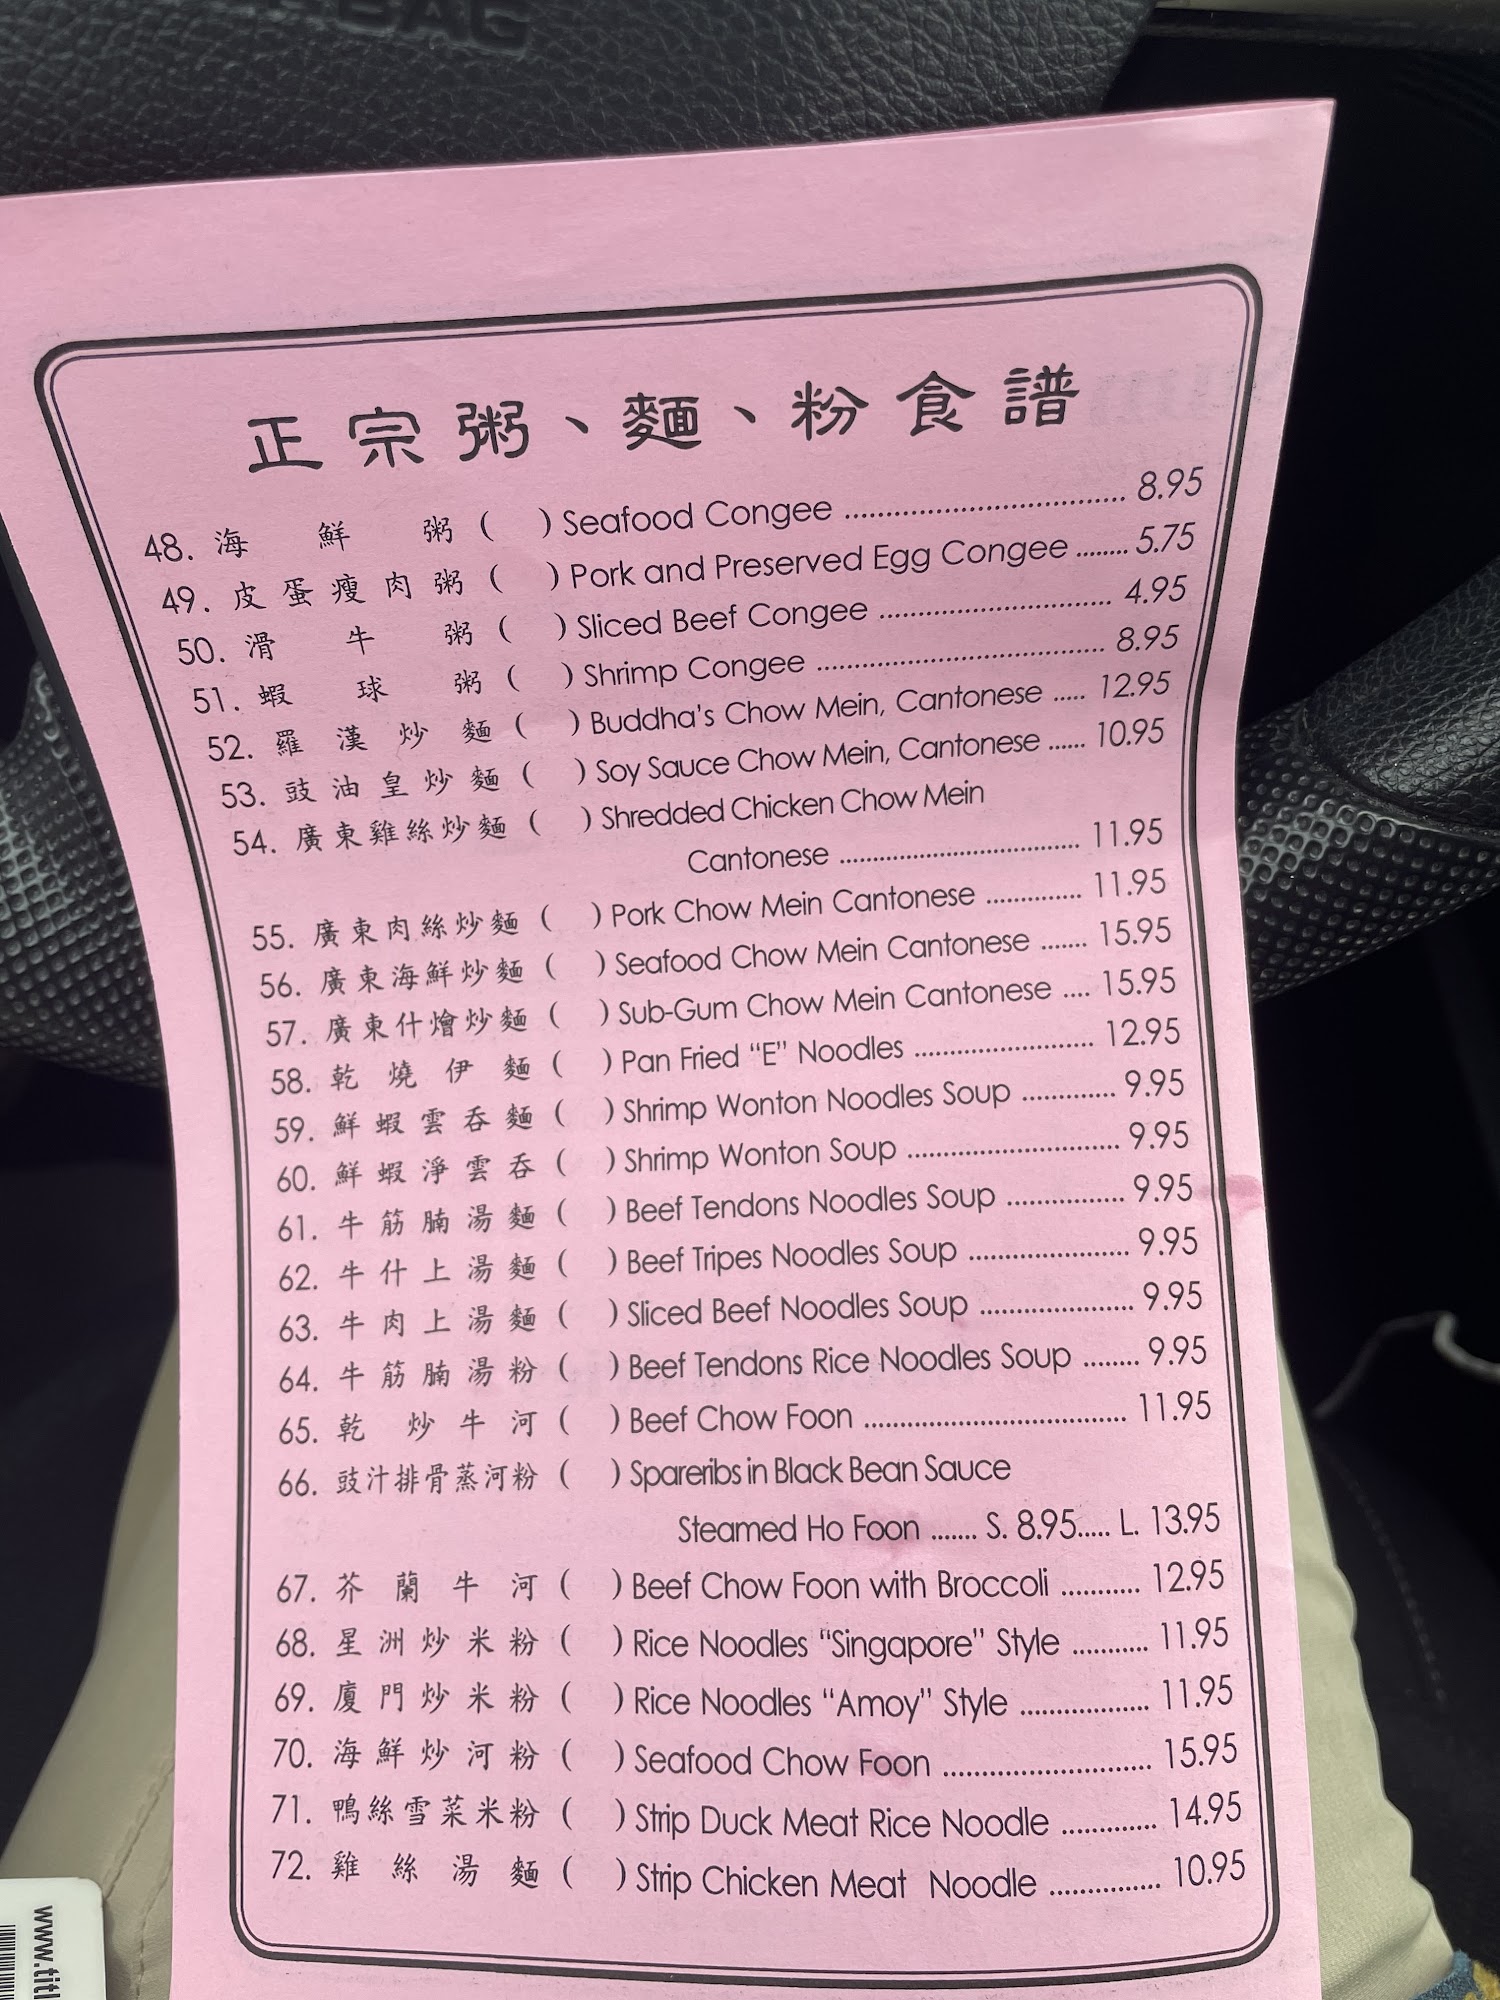 BAG
正宗粥、麵、粉食譜
48. 海鮮粥 ( ) Seafood Congee .................................. 8.95
49. 皮蛋瘦肉粥 ( ) Pork and Preserved Egg Congee ........ 5.75
50. 滑牛粥 ( ) Sliced Beef Congee ............................. 4.95
51. 蝦球粥 ( ) Shrimp Congee .................................... 8.95
52. 羅漢炒麵 ( ) Buddha's Chow Mein, Cantonese ..... 12.95
53. 豉油皇炒麵 ( ) Soy Sauce Chow Mein, Cantonese ...... 10.95
54. 廣東雞絲炒麵 ( ) Shredded Chicken Chow Mein
Cantonese ........................................ 11.95
55. 廣東肉絲炒麵 ( ) Pork Chow Mein Cantonese ............... 11.95
56. 廣東海鮮炒麵 ( ) Seafood Chow Mein Cantonese ....... 15.95
57. 廣東什燴炒麵 ( ) Sub-Gum Chow Mein Cantonese .... 15.95
58. 乾燒伊麵 ( ) Pan Fried “E” Noodles ............................ 12.95
59. 鮮蝦雲吞麵 ( ) Shrimp Wonton Noodles Soup .............. 9.95
60. 鮮蝦淨雲吞 ( ) Shrimp Wonton Soup ................................ 9.95
61. 牛筋腩湯麵 ( ) Beef Tendons Noodles Soup .................. 9.95
62. 牛什上湯麵 ( ) Beef Tripes Noodles Soup ........................ 9.95
63. 牛肉上湯麵 ( ) Sliced Beef Noodles Soup ....................... 9.95
64. 牛筋腩湯粉 ( ) Beef Tendons Rice Noodles Soup ........ 9.95
65. 乾炒牛河 ( ) Beef Chow Foon ....................................... 11.95
66. 豉汁排骨蒸河粉 ( ) Spareribs in Black Bean Sauce
Steamed Ho Foon ....... S. 8.95..... L. 13.95
67. 芥蘭牛河 ( ) Beef Chow Foon with Broccoli ........... 12.95
68. 星洲炒米粉 ( ) Rice Noodles “Singapore” Style ........... 11.95
69. 廈門炒米粉 ( ) Rice Noodles “Amoy” Style .................. 11.95
70. 海鮮炒河粉 ( ) Seafood Chow Foon .............................. 15.95
71. 鴨絲雪菜米粉 ( ) Strip Duck Meat Rice Noodle ............. 14.95
72. 雞絲湯麵 ( ) Strip Chicken Meat Noodle ................ 10.95
www.titl